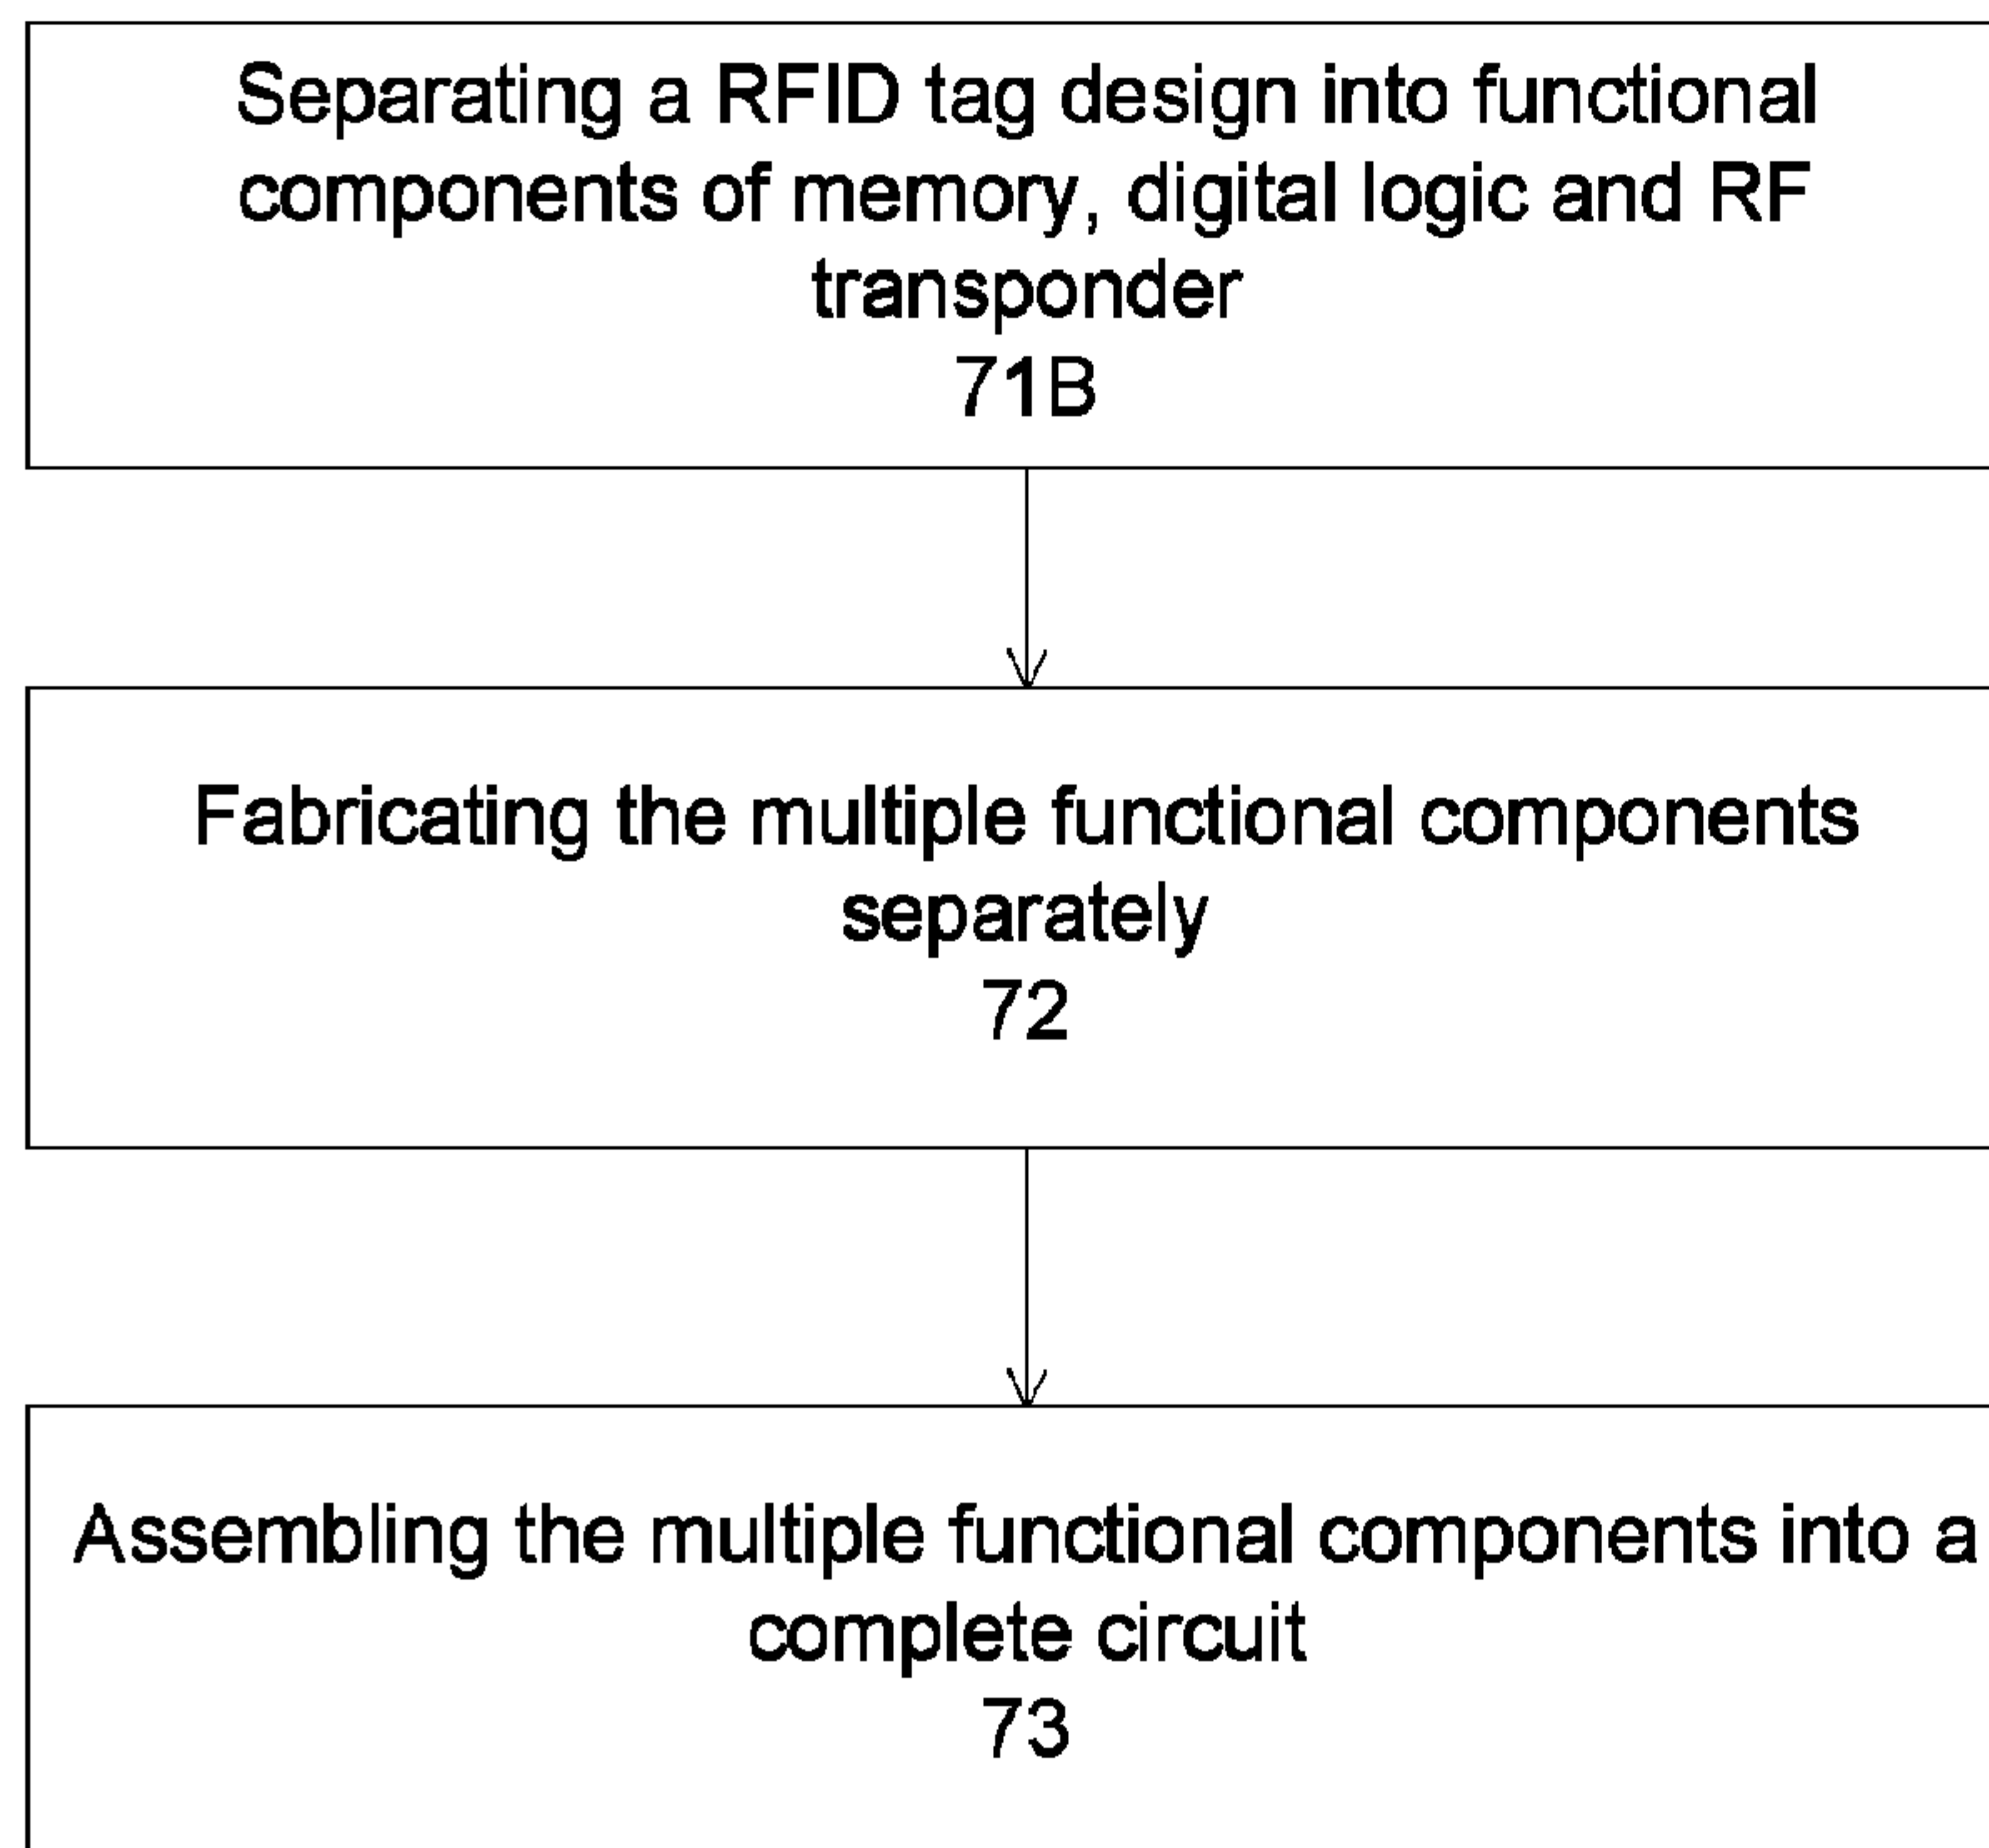 Separating a RFID tag design into functional
components of memory, digital logic and RF
transponder
71B
Fabricating the multiple functional components
separately
72
Assembling the multiple functional components into a
complete circuit
73